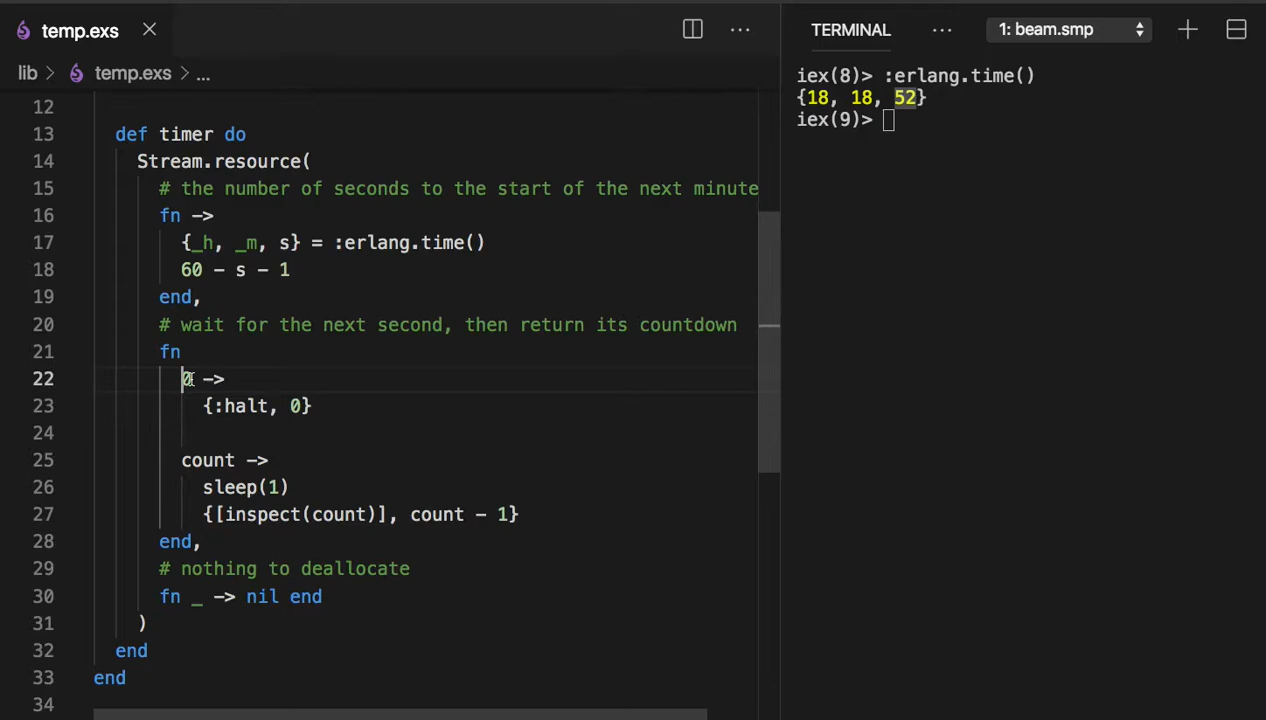 temp.exs
lib > temp.exs > ...
12
13 def timer do
14 Stream.resource(
15 # the number of seconds to the start of the next minute
16 fn ->
17 {_h, _m, s} = :erlang.time()
18 60 - s - 1
19 end,
20 # wait for the next second, then return its countdown
21 fn
22 0 ->
23 {:halt, 0}
24
25 count ->
26 sleep(1)
27 {[inspect(count)], count - 1}
28 end,
29 # nothing to deallocate
30 fn _ -> nil end
31 )
32 end
33 end
34
TERMINAL ... 1: beam.smp
iex(8)> :erlang.time()
{18, 18, 52}
iex(9)>